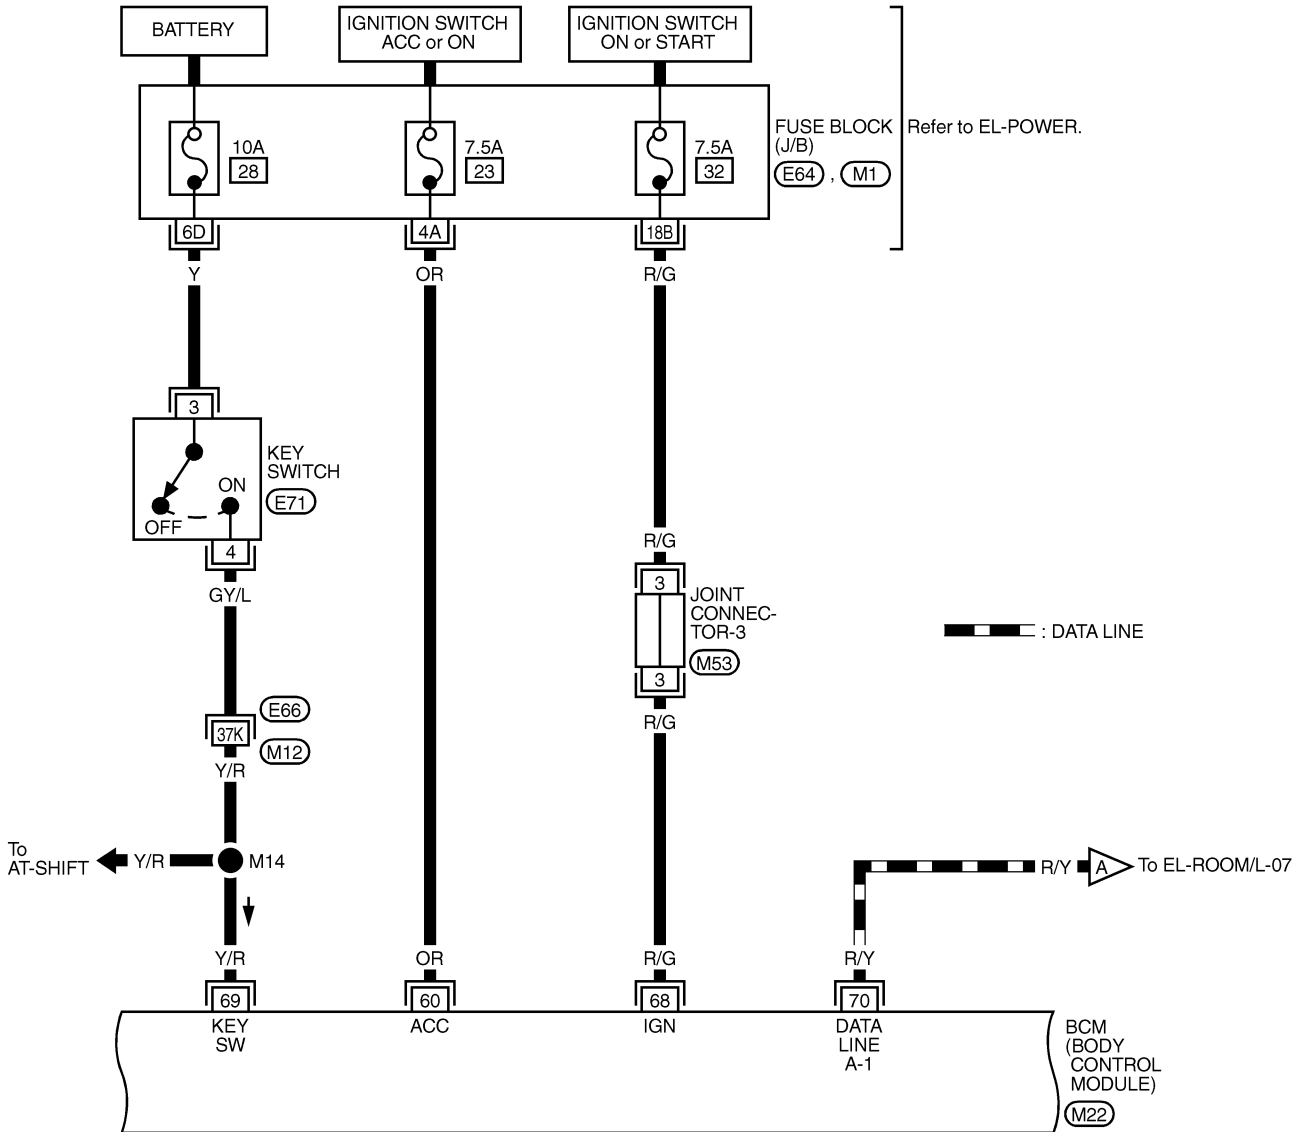 BATTERY
IGNITION SWITCH
ACC or ON
IGNITION SWITCH
ON or START
10A
28
7.5A
23
7.5A
32
FUSE BLOCK
(J/B)
E64 , M1
Refer to EL-POWER.
6D
4A
18B
Y
OR
R/G
3
KEY
SWITCH
E71
ON
OFF
4
GY/L
R/G
3
JOINT
CONNEC-
TOR-3
M53
3
R/G
: DATA LINE
E66
37K
M12
Y/R
To
AT-SHIFT
Y/R
M14
R/Y
A
To EL-ROOM/L-07
Y/R
OR
R/G
R/Y
69
60
68
70
KEY
SW
ACC
IGN
DATA
LINE
A-1
BCM
(BODY
CONTROL
MODULE)
M22